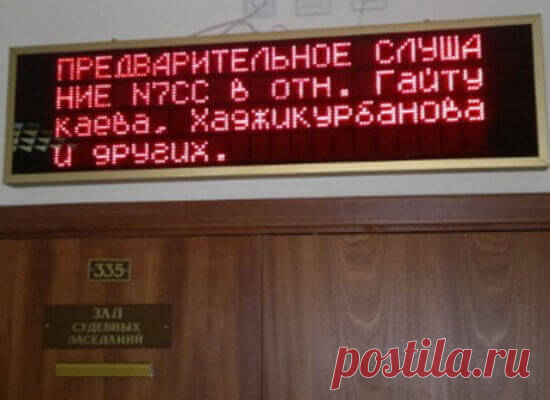 ПРЕДВАРИТЕЛЬНОЕ СЛУША
НИЕ N7СС В ОТН. Гайту
каева, Хаджикурбанова
и других.
335
ЗАЛ
СУДЕБНЫХ
ЗАСЕДАНИЙ
postila.ru